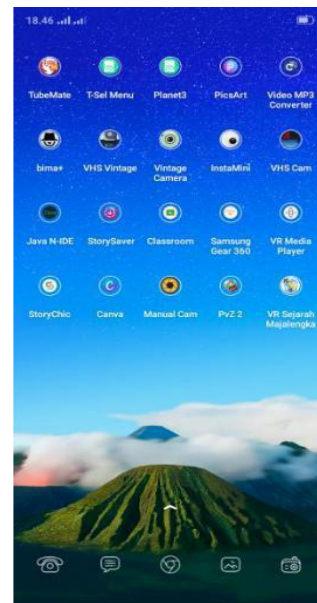 18.46
TubeMate T-Sel Menu Planet3 PicsArt Video MP3
Converter
bima+ VHS Vintage Vintage
Camera InstaMini VHS Cam
Java N-IDE StorySaver Classroom Samsung
Gear 360 VR Media
Player
StoryChic Canva Manual Cam PvZ 2 VR Sejarah
Majalengka